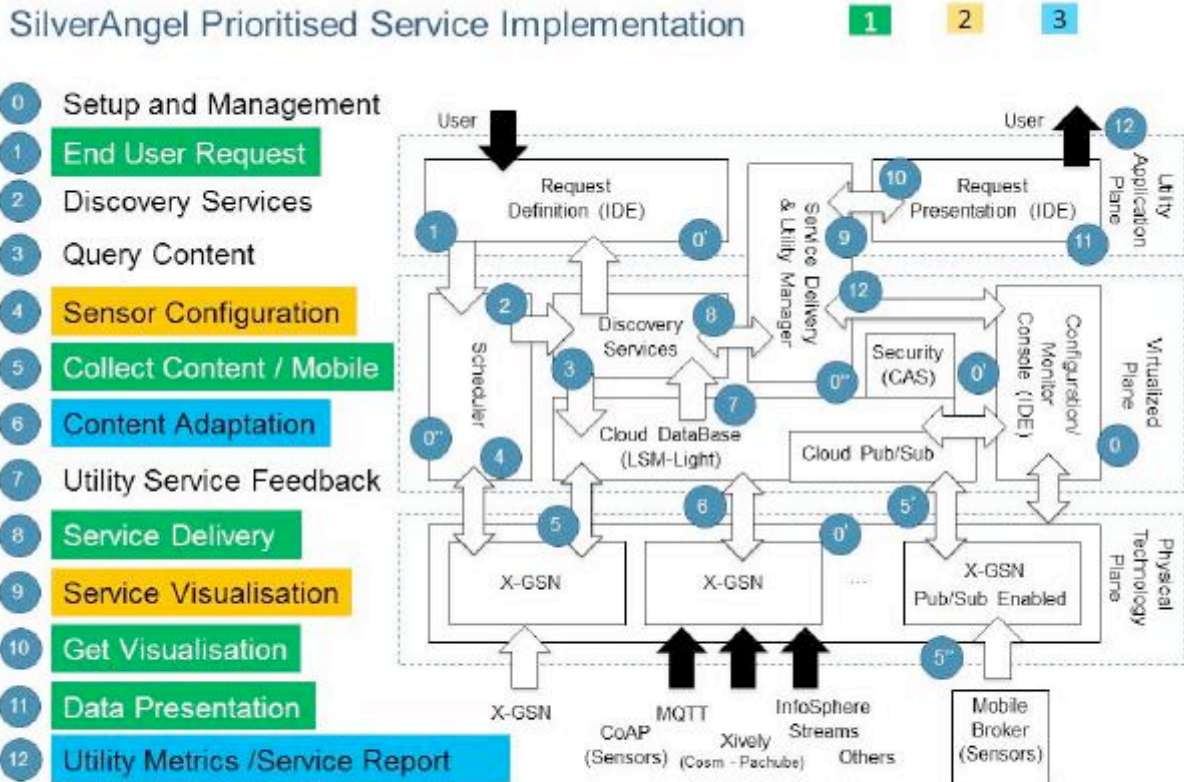 SilverAngel Prioritised Service Implementation
1
2
3
0 Setup and Management
1 End User Request
2 Discovery Services
3 Query Content
4 Sensor Configuration
5 Collect Content / Mobile
6 Content Adaptation
7 Utility Service Feedback
8 Service Delivery
9 Service Visualisation
10 Get Visualisation
11 Data Presentation
12 Utility Metrics /Service Report
User
User
12
Utility
Application
Plane
Request
Definition (IDE)
1
0'
Service Delivery
& Utility Manager
10
Request
Presentation (IDE)
9
11
Scheduler
2
Discovery
Services
8
12
3
7
0''
Security
(CAS)
0'
Configuration/
Monitor
Console (IDE)
Virtualized
Plane
0
0''
4
Cloud DataBase
(LSM-Light)
Cloud Pub/Sub
5
6
0'
5'
Physical
Technology
Plane
X-GSN
X-GSN
...
X-GSN
Pub/Sub Enabled
5''
X-GSN
MQTT
CoAP
(Sensors)
Xively
(Cosm - Pachube)
InfoSphere
Streams
Others
Mobile
Broker
(Sensors)